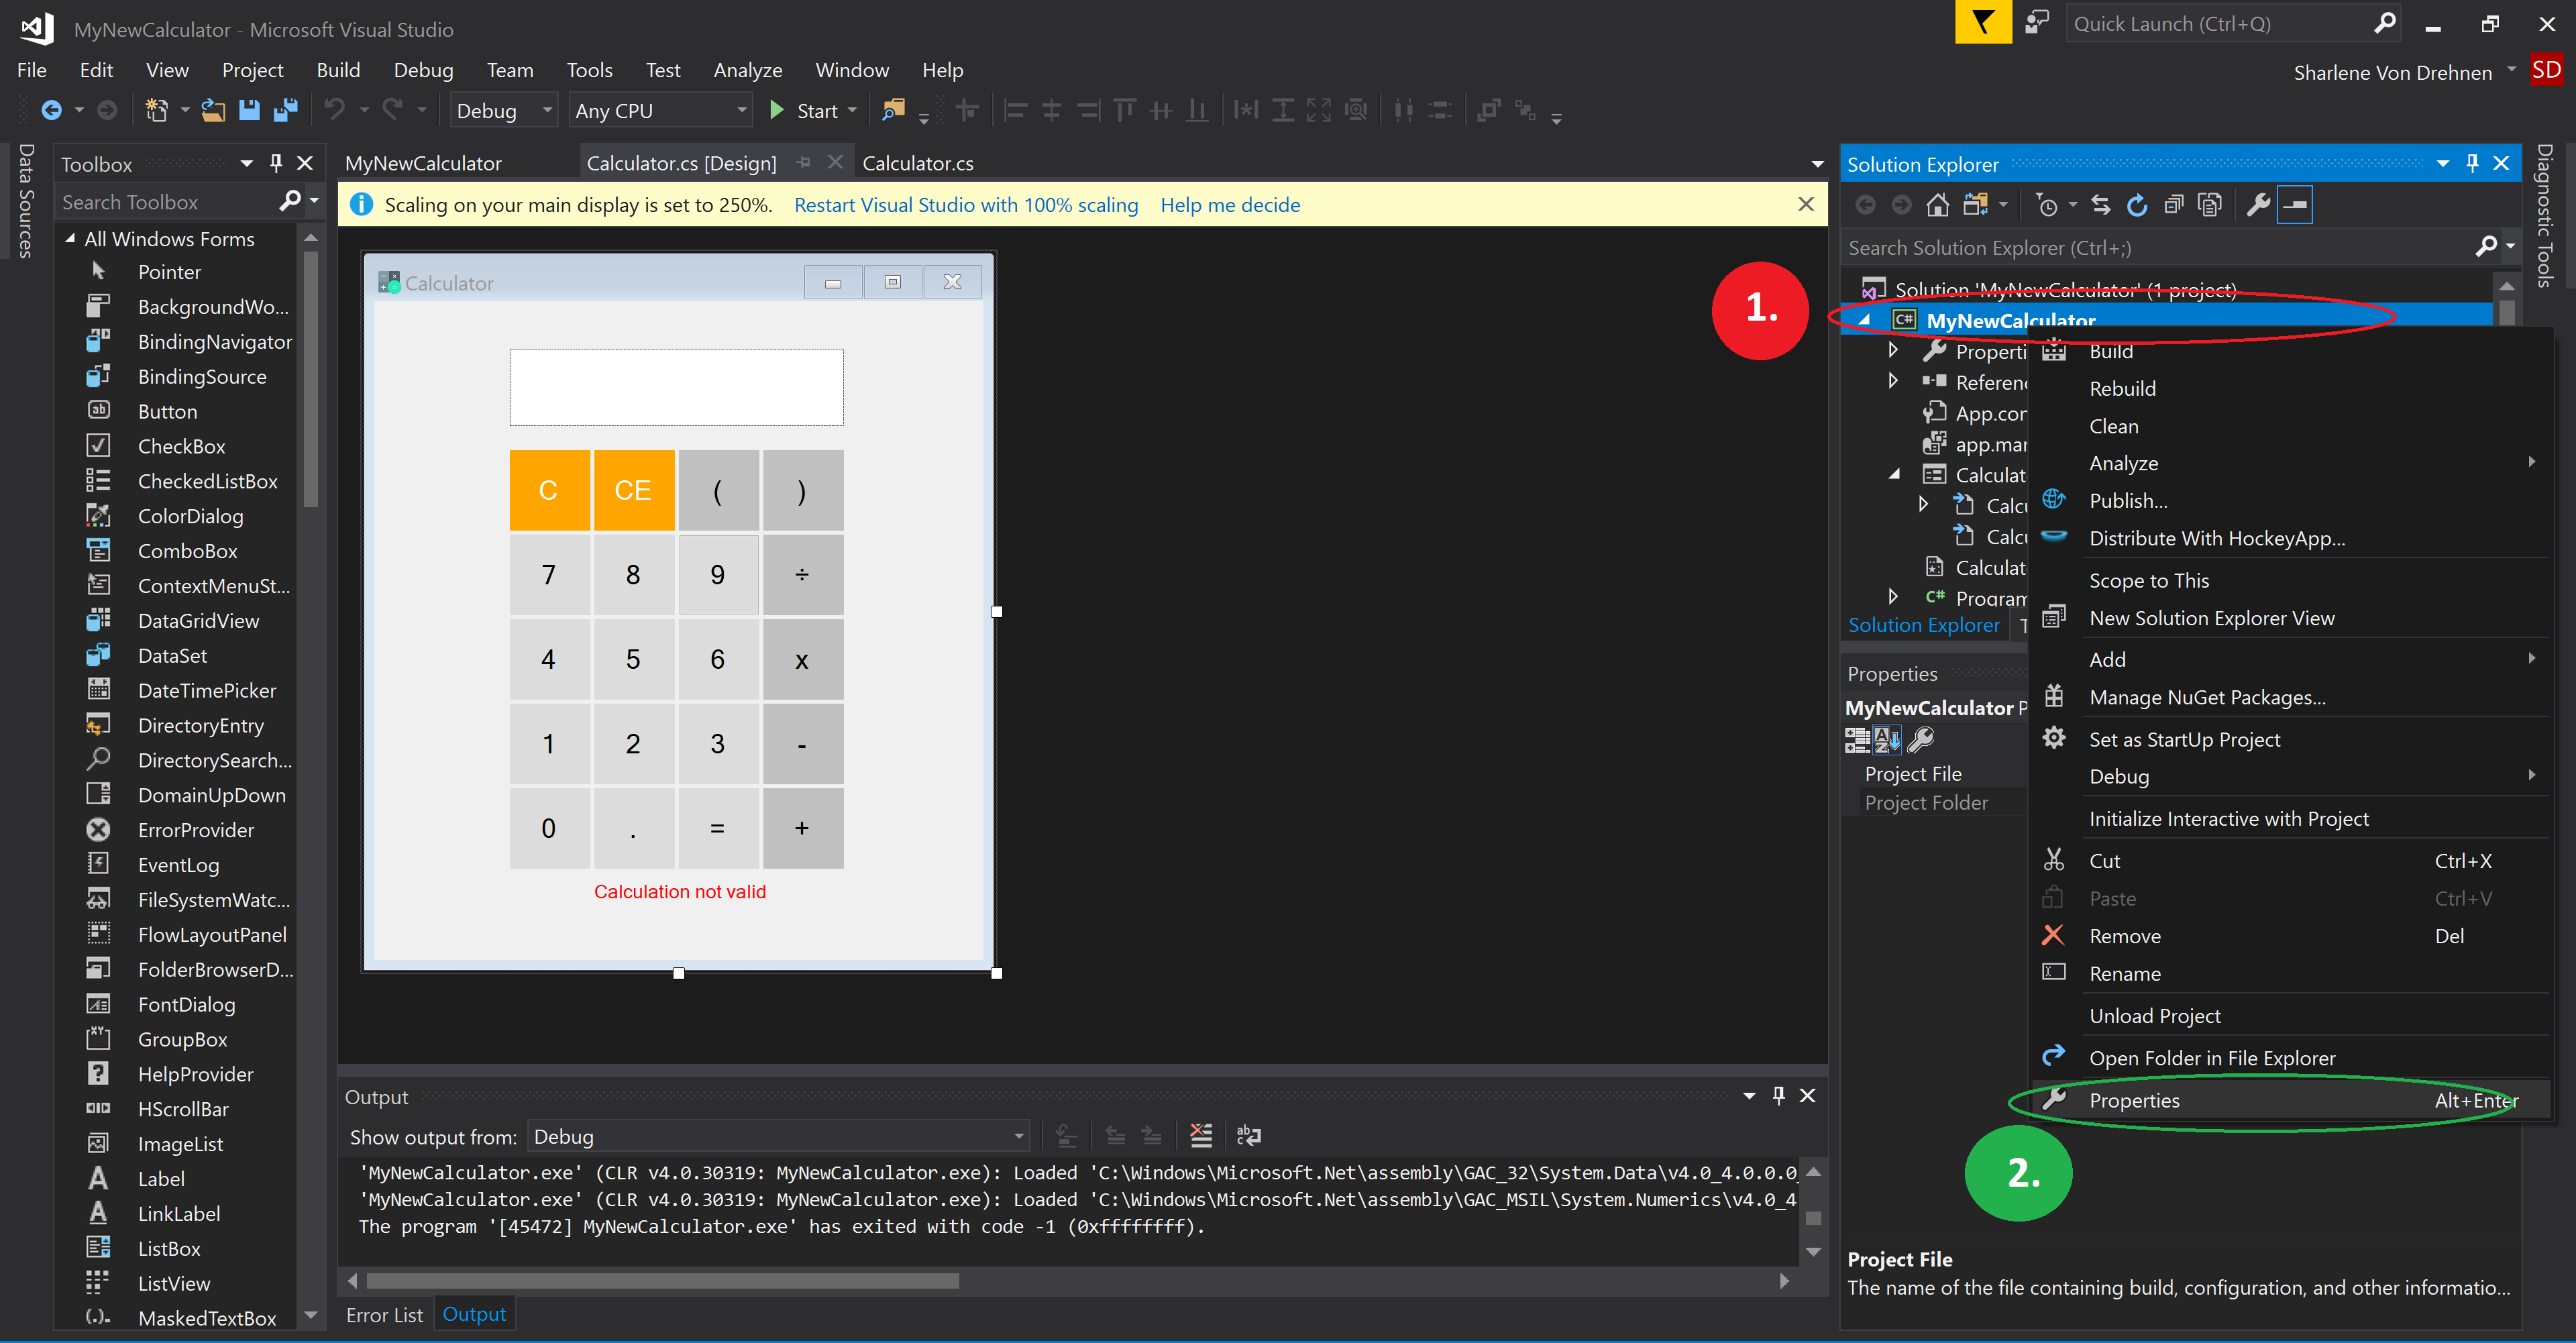 MyNewCalculator - Microsoft Visual Studio
Quick Launch (Ctrl+Q)
File Edit View Project Build Debug Team Tools Test Analyze Window Help
Sharlene Von Drehnen SD
Debug Any CPU Start
Data Sources
Toolbox
Search Toolbox
All Windows Forms
Pointer
BackgroundWo...
BindingNavigator
BindingSource
Button
CheckBox
CheckedListBox
ColorDialog
ComboBox
ContextMenuSt...
DataGridView
DataSet
DateTimePicker
DirectoryEntry
DirectorySearch...
DomainUpDown
ErrorProvider
EventLog
FileSystemWatc...
FlowLayoutPanel
FolderBrowserD...
FontDialog
GroupBox
HelpProvider
HScrollBar
ImageList
Label
LinkLabel
ListBox
ListView
MaskedTextBox
MyNewCalculator Calculator.cs [Design] Calculator.cs
Scaling on your main display is set to 250%. Restart Visual Studio with 100% scaling Help me decide
Calculator
C CE ( )
7 8 9 ÷
4 5 6 x
1 2 3 -
0 . = +
Calculation not valid
Output
Show output from: Debug
'MyNewCalculator.exe' (CLR v4.0.30319: MyNewCalculator.exe): Loaded 'C:\Windows\Microsoft.Net\assembly\GAC_32\System.Data\v4.0_4.0.0.0_
'MyNewCalculator.exe' (CLR v4.0.30319: MyNewCalculator.exe): Loaded 'C:\Windows\Microsoft.Net\assembly\GAC_MSIL\System.Numerics\v4.0_4
The program '[45472] MyNewCalculator.exe' has exited with code -1 (0xffffffff).
Error List Output
Solution Explorer
Search Solution Explorer (Ctrl+;)
Solution 'MyNewCalculator' (1 project)
1.
C# MyNewCalculator
Properti
Referenc
App.con
app.mar
Calculat
Calcu
Calcu
Calculat
C# Program
Solution Explorer T
Properties
MyNewCalculator P
Project File
Project Folder
Build
Rebuild
Clean
Analyze
Publish...
Distribute With HockeyApp...
Scope to This
New Solution Explorer View
Add
Manage NuGet Packages...
Set as StartUp Project
Debug
Initialize Interactive with Project
Cut Ctrl+X
Paste Ctrl+V
Remove Del
Rename
Unload Project
Open Folder in File Explorer
Properties Alt+Enter
2.
Project File
The name of the file containing build, configuration, and other informatio...
Diagnostic Tools